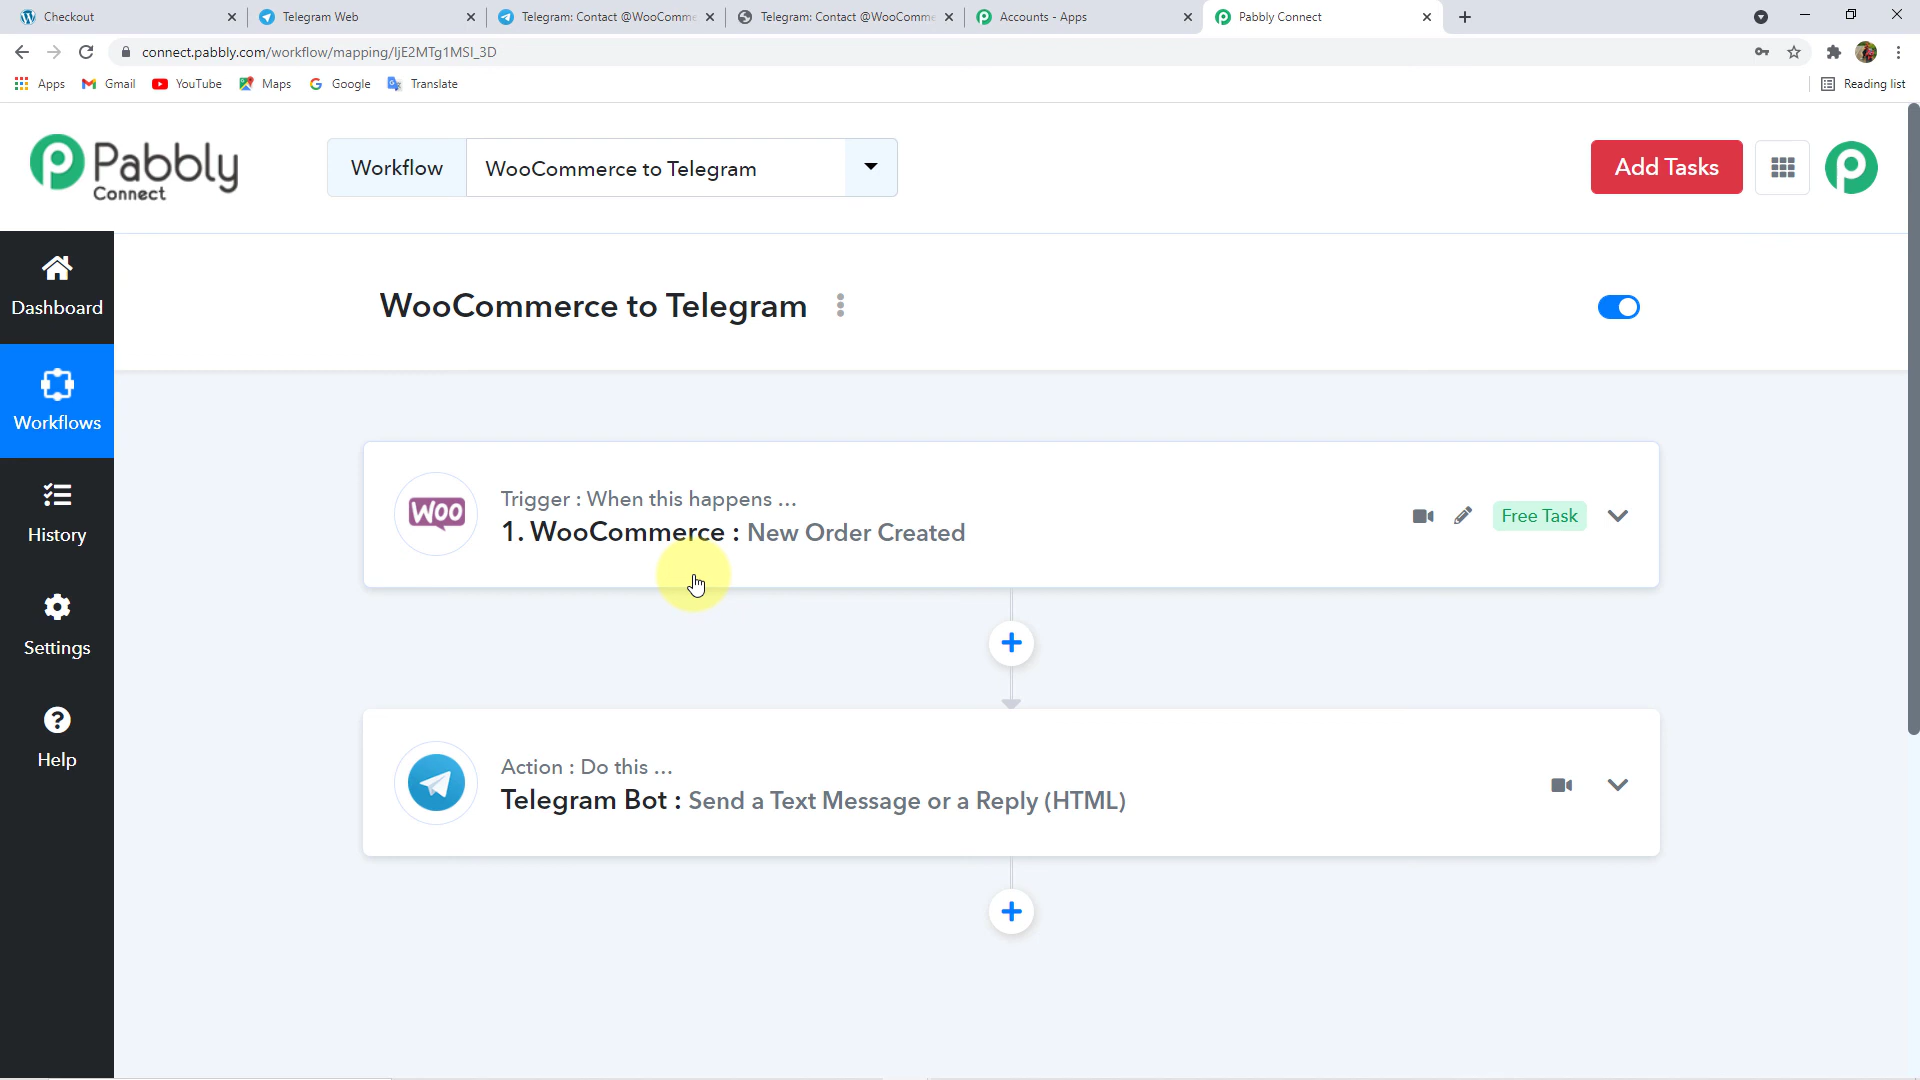 Checkout
Telegram Web
Telegram: Contact @WooComme
Telegram: Contact @WooComme
Accounts - Apps
Pabbly Connect
connect.pabbly.com/workflow/mapping/IjE2MTg1MSI_3D
Apps
Gmail
YouTube
Maps
Google
Translate
Reading list
Pabbly
Connect
Workflow
WooCommerce to Telegram
Add Tasks
Dashboard
Workflows
History
Settings
Help
WooCommerce to Telegram
WOO
Trigger : When this happens ...
1. WooCommerce : New Order Created
Free Task
Action : Do this ...
Telegram Bot : Send a Text Message or a Reply (HTML)